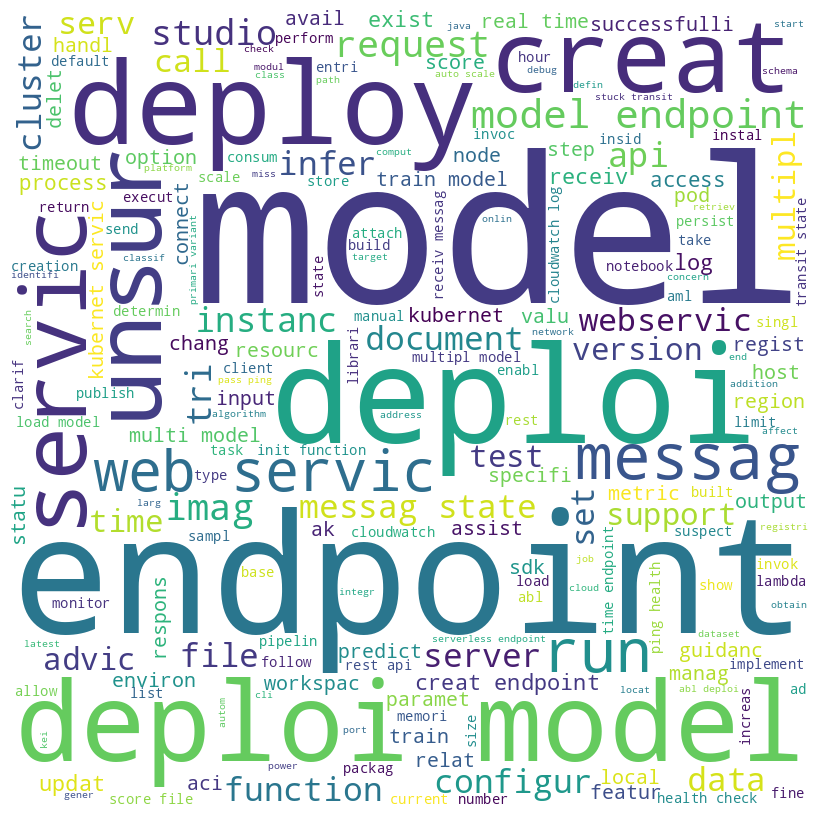 serv
studio
avail
exist
real time
successfulli
java
start
handl
perform
check
call
request
creat
default
modul
entri
score
hour
debug
schema
cluster
delet
class
path
auto scale
defin
stuck transit
deploy
model endpoint
invoc
insid
instal
timeout
option
consum
comput
infer
node
step
api
multipl
platform
miss
process
scale
store
train model
receiv
access
unsur
return
execut
connect
model
onlin
pod
retriev
persist
send
attach
build
target
receiv messag
cloudwatch log
take
transit state
servic
kubernet servic
creation
identifi
classif
primari variant
state
notebook
log
concern
aml
determin
search
instanc
manual
kubernet
valu
webservic
singl
document
network
version
regist
chang
resourc
librari
multipl model
end
clarif
tri
client
pass ping
enabl
host
publish
input
algorithm
deploi
addition
region
load model
address
rest
limit
affect
multi model
task
init function
web servic
type
test
messag
specifi
statu
larg
imag
messag state
set
metric
built
output
time
sampl
ak
cloudwatch
assist
support
suspect
registri
endpoint
base
sdk
job
time endpoint
invok
monitor
integr
load
cloud
ping health
show
lambda
abl
obtain
respons
latest
pipelin
serverless endpoint
run
dataset
advic
file
follow
rest api
predict
server
guidanc
implement
environ
workspac
creat endpoint
manag
allow
list
cli
paramet
locat
abl deploi
ad
deploi
model
kei
autom
memori
port
train
size
increas
power
packag
relat
updat
aci
function
configur
local
data
gener
featur
score file
current
number
health check
fine